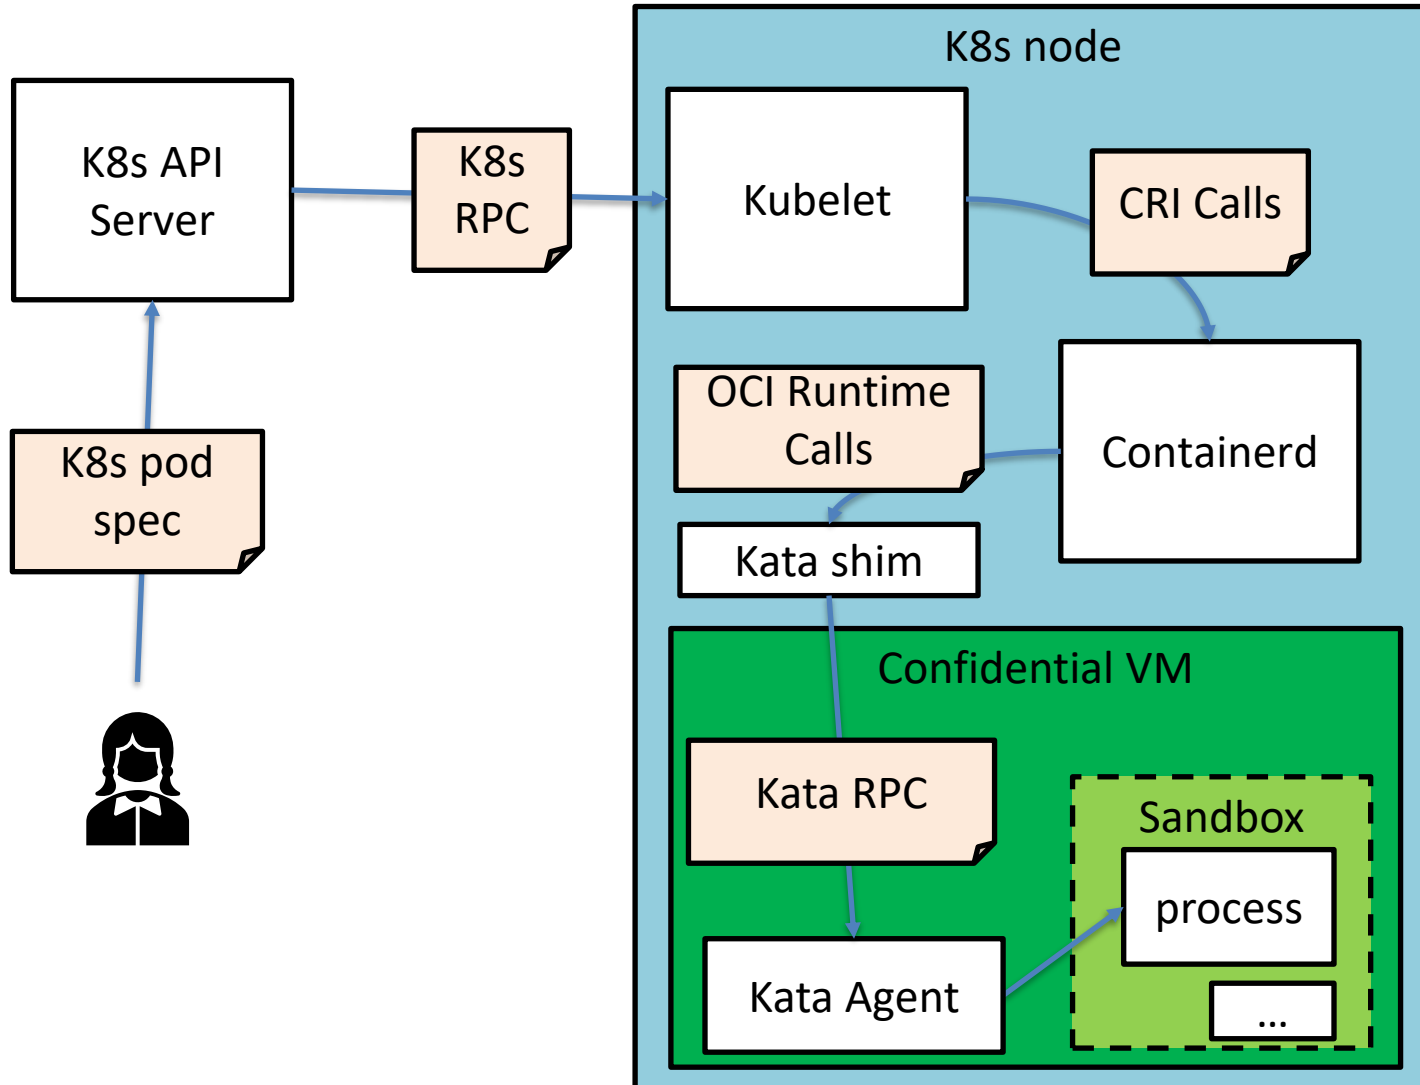 K8s node
K8s API
Server
K8s
RPC
Kubelet
CRI Calls
OCI Runtime
Calls
Containerd
K8s pod
spec
Kata shim
Confidential VM
Kata RPC
Sandbox
process
Kata Agent
...